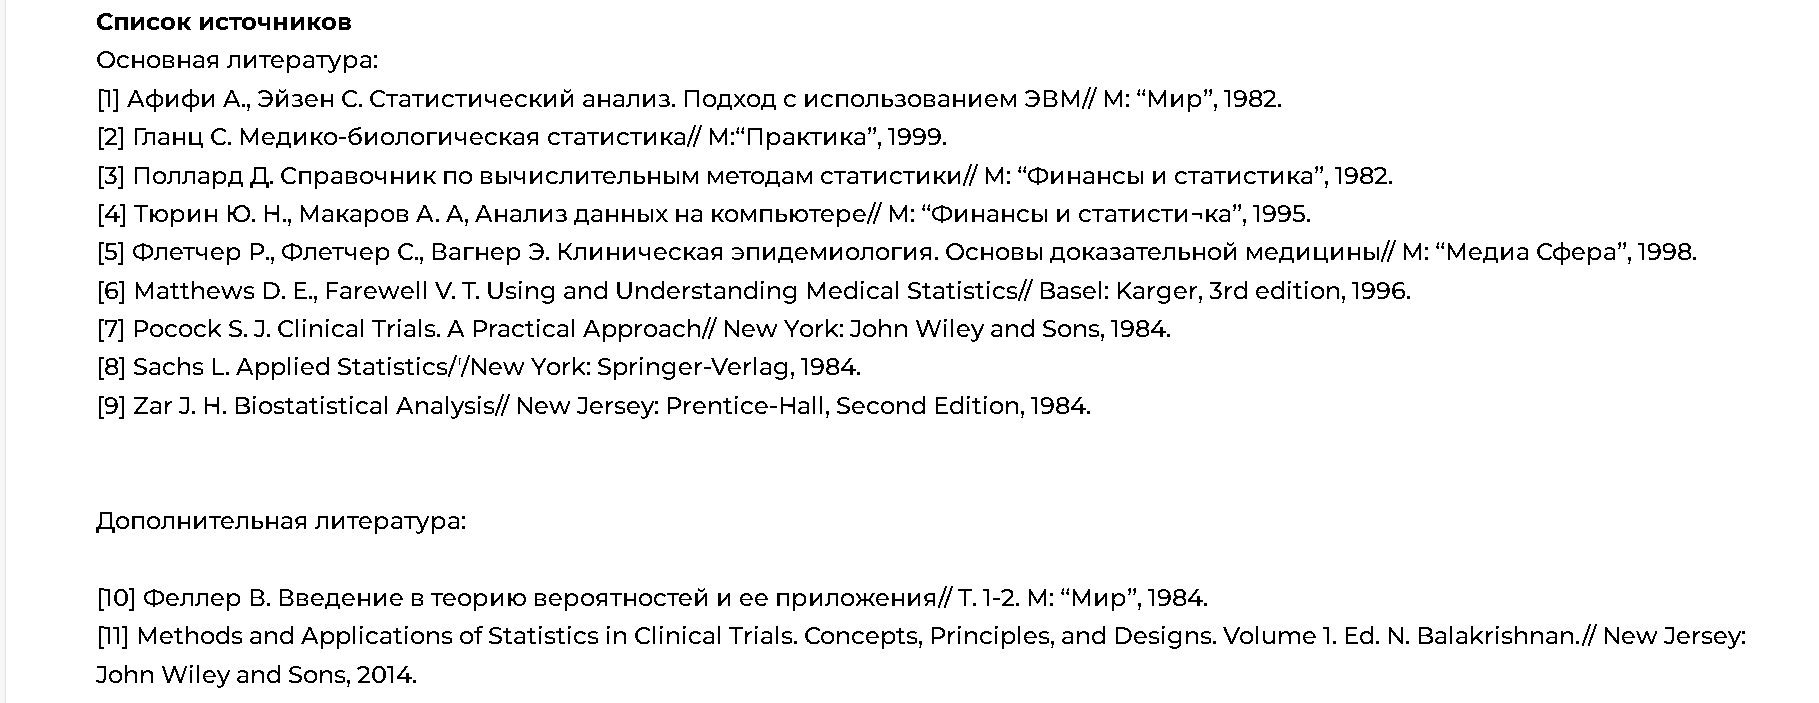 Список источников
Основная литература:
[1] Афифи А., Эйзен С. Статистический анализ. Подход с использованием ЭВМ// М: “Мир”, 1982.
[2] Гланц С. Медико-биологическая статистика// М:“Практика”, 1999.
[3] Поллард Д. Справочник по вычислительным методам статистики// М: “Финансы и статистика”, 1982.
[4] Тюрин Ю. Н., Макаров А. А, Анализ данных на компьютере// М: “Финансы и статисти¬ка”, 1995.
[5] Флетчер Р., Флетчер С., Вагнер Э. Клиническая эпидемиология. Основы доказательной медицины// М: “Медиа Сфера”, 1998.
[6] Matthews D. E., Farewell V. T. Using and Understanding Medical Statistics// Basel: Karger, 3rd edition, 1996.
[7] Pocock S. J. Clinical Trials. A Practical Approach// New York: John Wiley and Sons, 1984.
[8] Sachs L. Applied Statistics/'/New York: Springer-Verlag, 1984.
[9] Zar J. H. Biostatistical Analysis// New Jersey: Prentice-Hall, Second Edition, 1984.
Дополнительная литература:
[10] Феллер В. Введение в теорию вероятностей и ее приложения// Т. 1-2. М: “Мир”, 1984.
[11] Methods and Applications of Statistics in Clinical Trials. Concepts, Principles, and Designs. Volume 1. Ed. N. Balakrishnan.// New Jersey:
John Wiley and Sons, 2014.